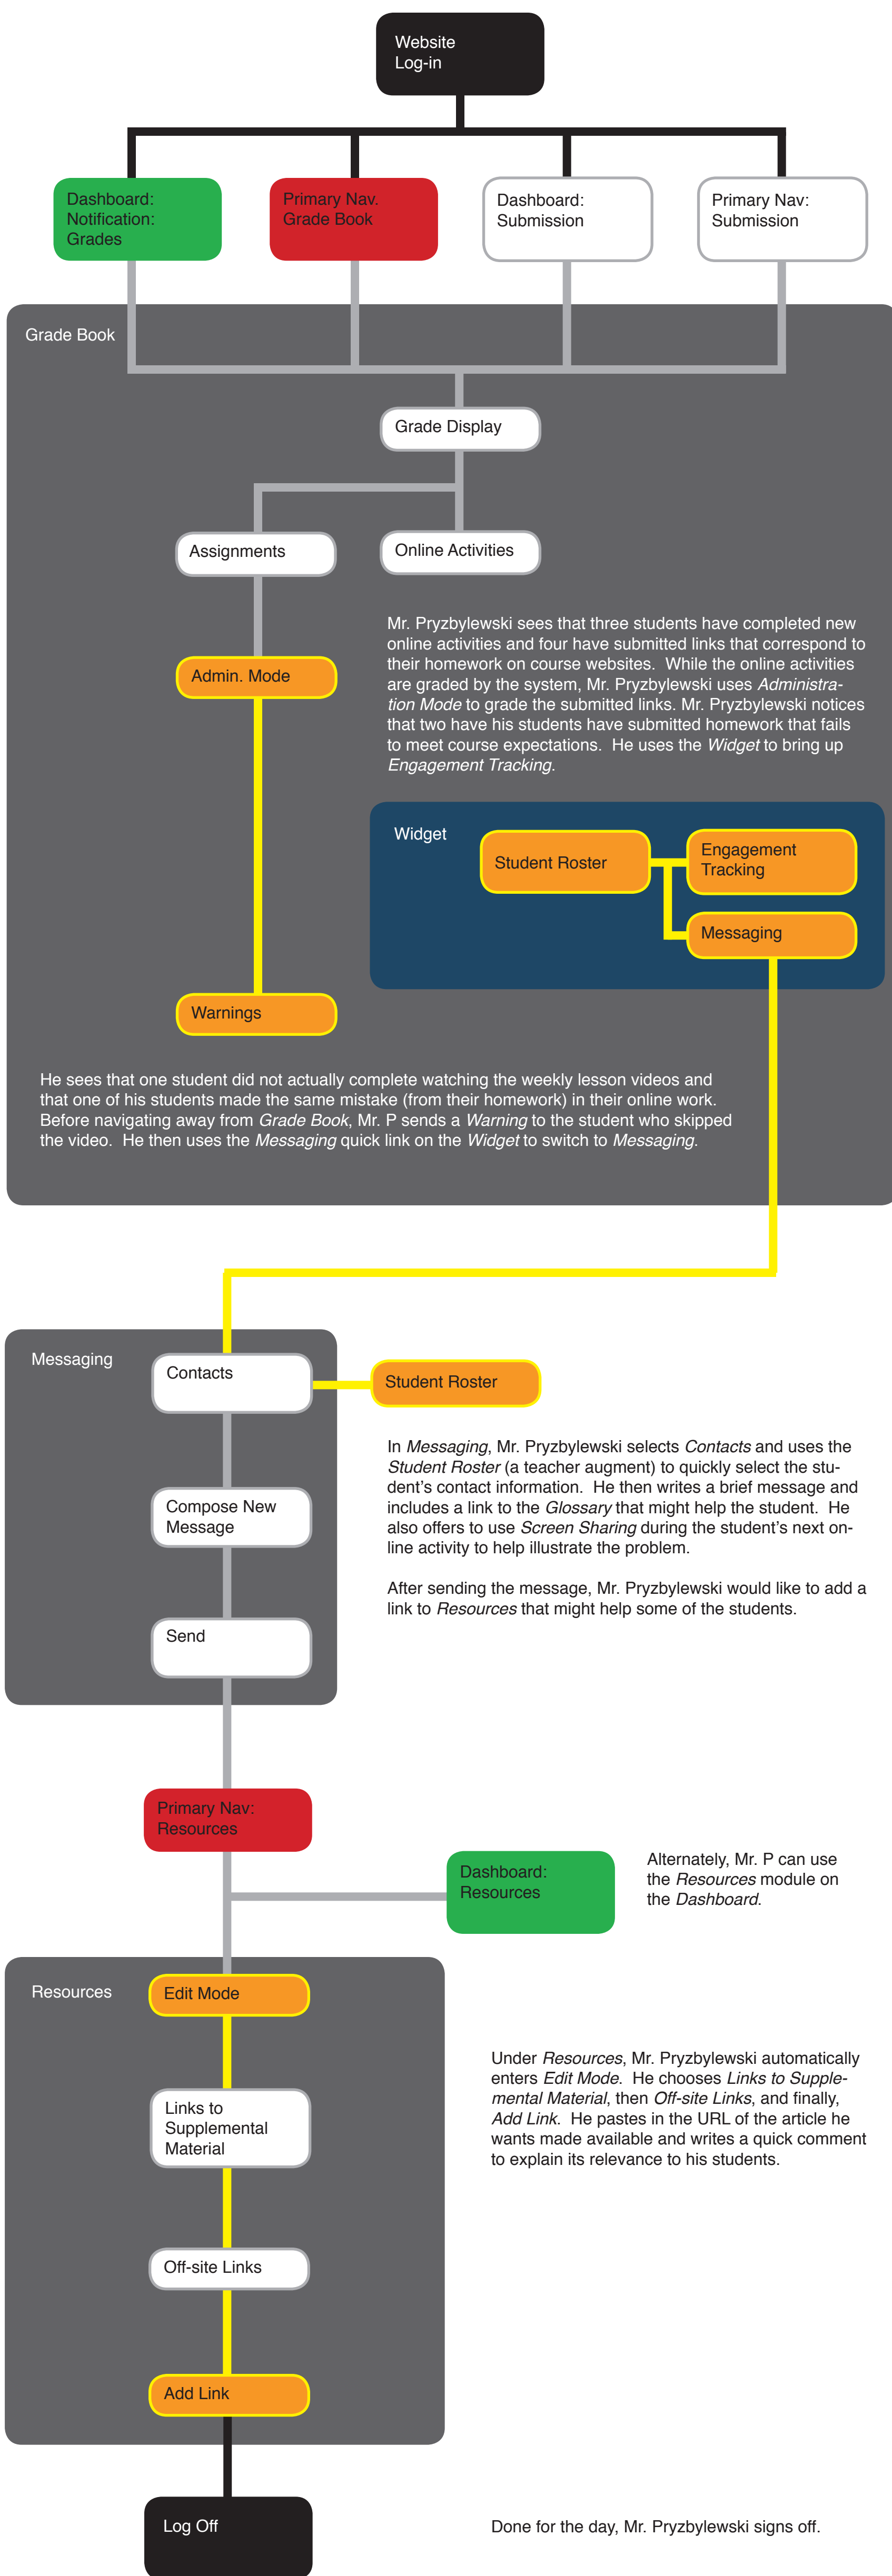 Website
Log-in
Dashboard:
Notification:
Grades
Primary Nav.
Grade Book
Dashboard:
Submission
Primary Nav:
Submission
Grade Book
Grade Display
Assignments
Online Activities
Mr. Pryzbylewski sees that three students have completed new
online activities and four have submitted links that correspond to
their homework on course websites.  While the online activities
are graded by the system, Mr. Pryzbylewski uses Administra-
tion Mode to grade the submitted links. Mr. Pryzbylewski notices
that two have his students have submitted homework that fails
to meet course expectations.  He uses the Widget to bring up
Engagement Tracking.
Admin. Mode
Widget
Student Roster
Engagement
Tracking
Messaging
Warnings
He sees that one student did not actually complete watching the weekly lesson videos and
that one of his students made the same mistake (from their homework) in their online work.
Before navigating away from Grade Book, Mr. P sends a Warning to the student who skipped
the video.  He then uses the Messaging quick link on the Widget to switch to Messaging.
Messaging
Contacts
Student Roster
In Messaging, Mr. Pryzbylewski selects Contacts and uses the
Student Roster (a teacher augment) to quickly select the stu-
dent's contact information.  He then writes a brief message and
includes a link to the Glossary that might help the student.  He
also offers to use Screen Sharing during the student's next on-
line activity to help illustrate the problem.
After sending the message, Mr. Pryzbylewski would like to add a
link to Resources that might help some of the students.
Compose New
Message
Send
Primary Nav:
Resources
Dashboard:
Resources
Alternately, Mr. P can use
the Resources module on
the Dashboard.
Resources
Edit Mode
Under Resources, Mr. Pryzbylewski automatically
enters Edit Mode.  He chooses Links to Supple-
mental Material, then Off-site Links, and finally,
Add Link.  He pastes in the URL of the article he
wants made available and writes a quick comment
to explain its relevance to his students.
Links to
Supplemental
Material
Off-site Links
Add Link
Log Off
Done for the day, Mr. Pryzbylewski signs off.